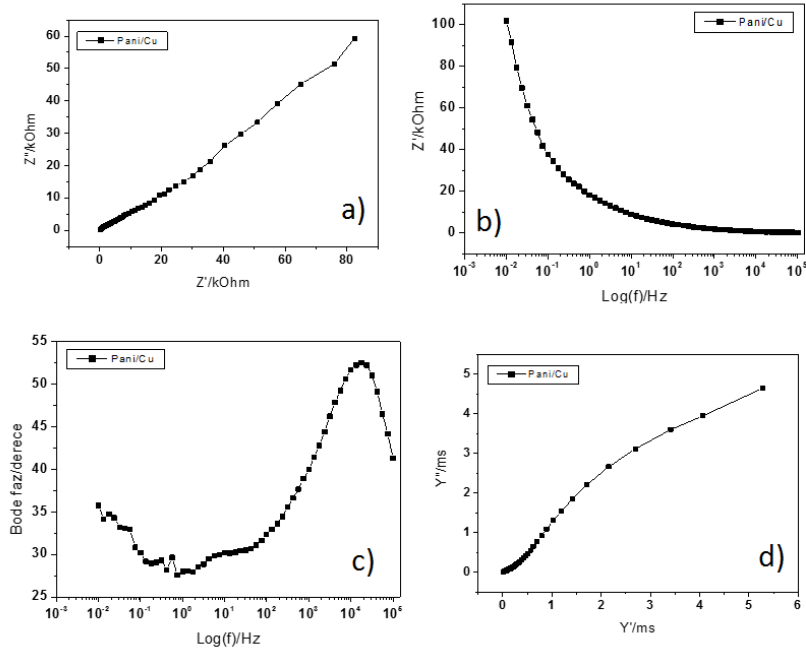 Pani/Cu
Z''/kOhm
60
50
40
30
20
10
0
0 20 40 60 80
Z'/kOhm
a)
Pani/Cu
Z'/kOhm
100
80
60
40
20
0
10⁻³ 10⁻² 10⁻¹ 10⁰ 10¹ 10² 10³ 10⁴ 10⁵
Log(f)/Hz
b)
Pani/Cu
Bode faz/derece
55
50
45
40
35
30
25
10⁻³ 10⁻² 10⁻¹ 10⁰ 10¹ 10² 10³ 10⁴ 10⁵
Log(f)/Hz
c)
Pani/Cu
Y''/ms
5
4
3
2
1
0
0 1 2 3 4 5 6
Y'/ms
d)